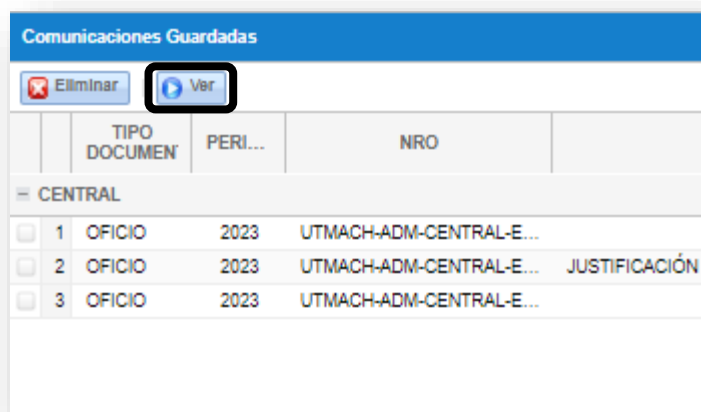 Comunicaciones Guardadas
Eliminar Ver
TIPO DOCUMEN PERI... NRO
CENTRAL
1 OFICIO 2023 UTMACH-ADM-CENTRAL-E...
2 OFICIO 2023 UTMACH-ADM-CENTRAL-E... JUSTIFICACIÓN
3 OFICIO 2023 UTMACH-ADM-CENTRAL-E...